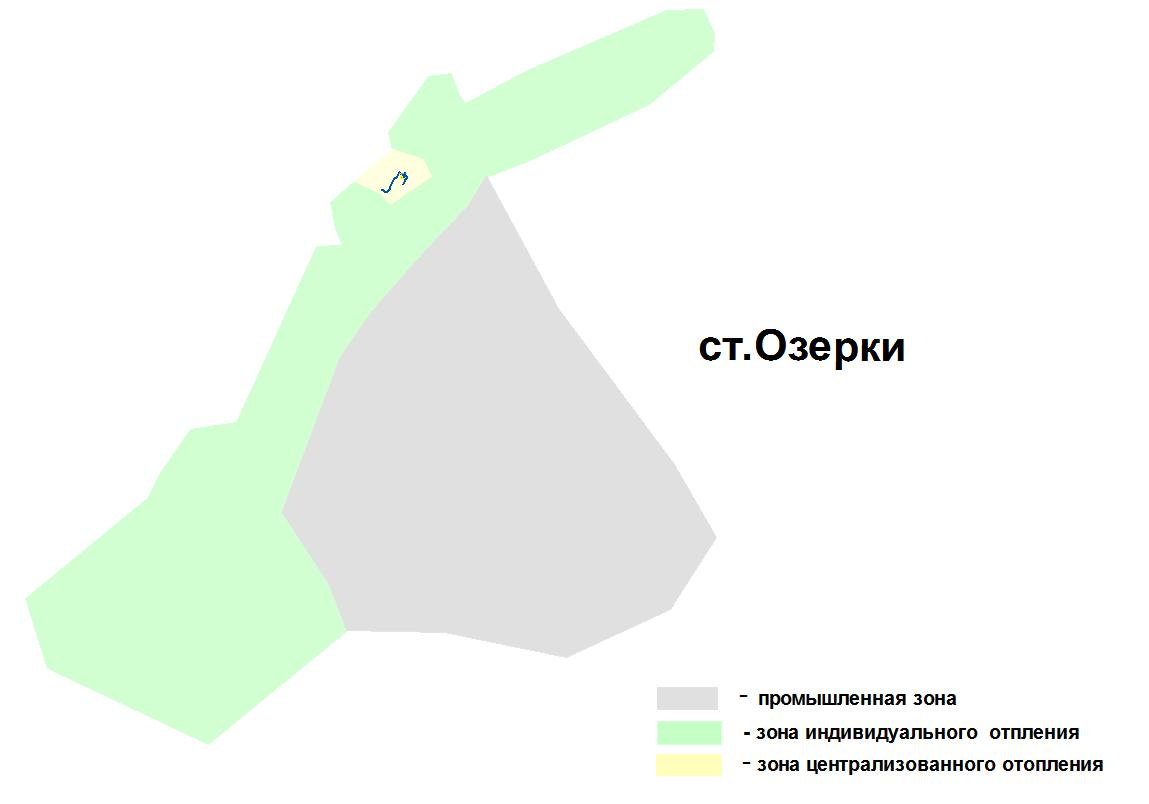 ст.Озерки
- промышленная зона
- зона индивидуального отпления
- зона централизованного отопления